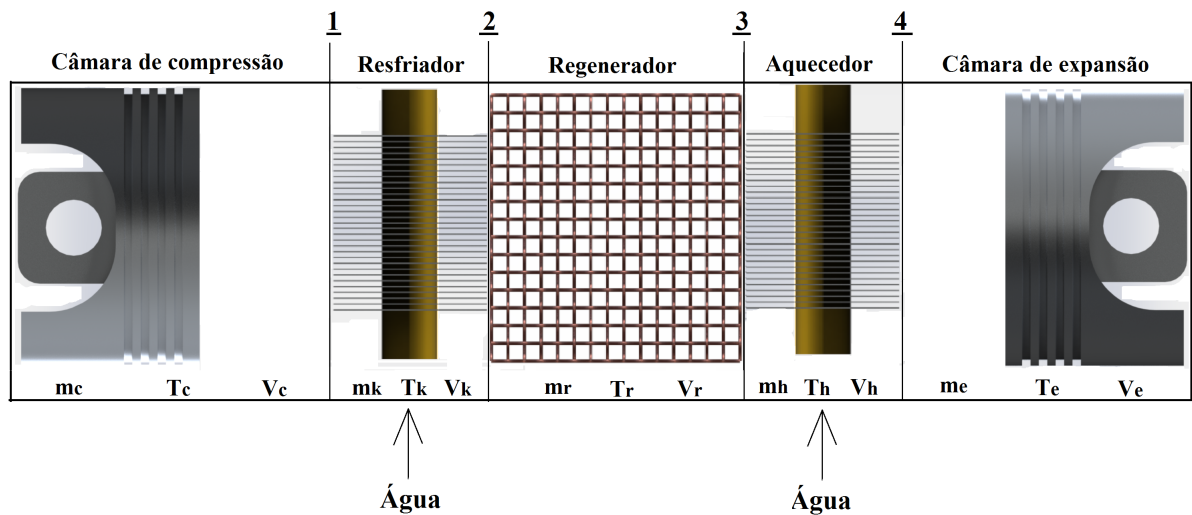 1 2 3 4
Câmara de compressão Resfriador Regenerador Aquecedor Câmara de expansão
mc Tc Vc mk Tk Vk mr Tr Vr mh Th Vh me Te Ve
Água Água